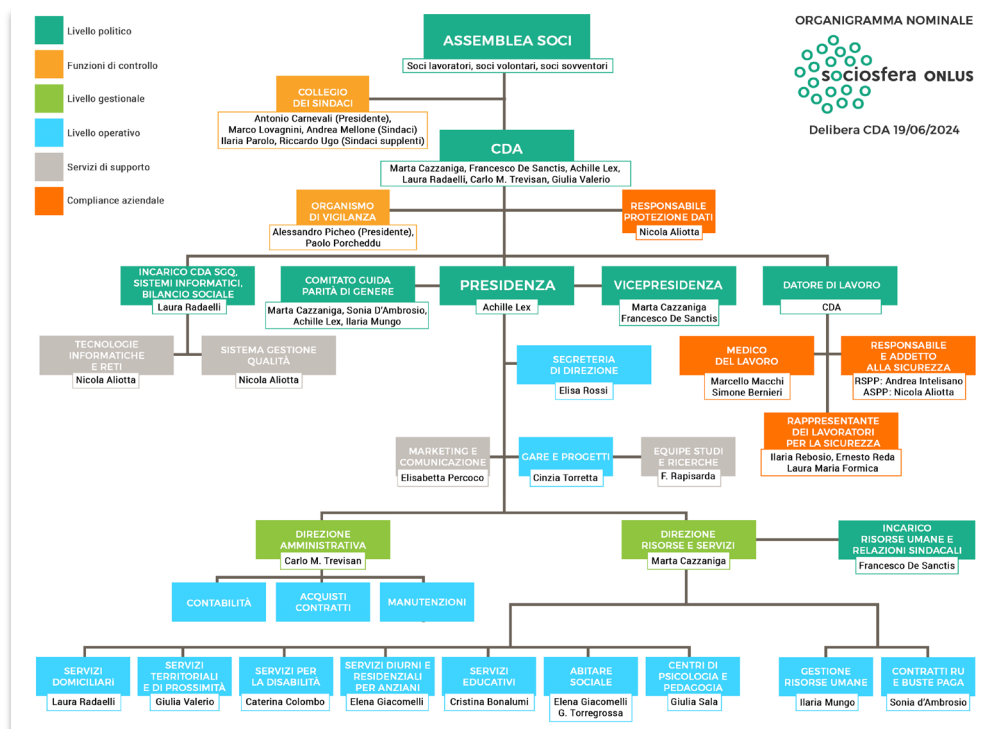 Livello politico
Funzioni di controllo
Livello gestionale
Livello operativo
Servizi di supporto
Compliance aziendale
ORGANIGRAMMA NOMINALE
sociosfera ONLUS
Delibera CDA 19/06/2024
ASSEMBLEA SOCI
Soci lavoratori, soci volontari, soci sovventori
COLLEGIO
DEI SINDACI
Antonio Carnevali (Presidente),
Marco Lovagnini, Andrea Mellone (Sindaci)
Ilaria Parolo, Riccardo Ugo (Sindaci supplenti)
CDA
Marta Cazzaniga, Francesco De Sanctis, Achille Lex,
Laura Radaelli, Carlo M. Trevisan, Giulia Valerio
ORGANISMO
DI VIGILANZA
Alessandro Picheo (Presidente),
Paolo Porcheddu
RESPONSABILE
PROTEZIONE DATI
Nicola Aliotta
INCARICO CDA SGQ,
SISTEMI INFORMATICI,
BILANCIO SOCIALE
Laura Radaelli
COMITATO GUIDA
PARITÀ DI GENERE
Marta Cazzaniga, Sonia D'Ambrosio,
Achille Lex, Ilaria Mungo
PRESIDENZA
Achille Lex
VICEPRESIDENZA
Marta Cazzaniga
Francesco De Sanctis
DATORE DI LAVORO
CDA
TECNOLOGIE
INFORMATICHE
E RETI
Nicola Aliotta
SISTEMA GESTIONE
QUALITÀ
Nicola Aliotta
SEGRETERIA
DI DIREZIONE
Elisa Rossi
MEDICO
DEL LAVORO
Marcello Macchi
Simone Bernieri
RESPONSABILE
E ADDETTO
ALLA SICUREZZA
RSPP: Andrea Intelisano
ASPP: Nicola Aliotta
RAPPRESENTANTE
DEI LAVORATORI
PER LA SICUREZZA
Ilaria Rebosio, Ernesto Reda
Laura Maria Formica
MARKETING E
COMUNICAZIONE
Elisabetta Percoco
GARE E PROGETTI
Cinzia Torretta
EQUIPE STUDI
E RICERCHE
F. Rapisarda
DIREZIONE
AMMINISTRATIVA
Carlo M. Trevisan
DIREZIONE
RISORSE E SERVIZI
Marta Cazzaniga
INCARICO
RISORSE UMANE E
RELAZIONI SINDACALI
Francesco De Sanctis
CONTABILITÀ
ACQUISTI
CONTRATTI
MANUTENZIONI
SERVIZI
DOMICILIARI
Laura Radaelli
SERVIZI
TERRITORIALI
E DI PROSSIMITÀ
Giulia Valerio
SERVIZI PER
LA DISABILITÀ
Caterina Colombo
SERVIZI DIURNI E
RESIDENZIALI
PER ANZIANI
Elena Giacomelli
SERVIZI
EDUCATIVI
Cristina Bonalumi
ABITARE
SOCIALE
Elena Giacomelli
G. Torregrossa
CENTRI DI
PSICOLOGIA E
PEDAGOGIA
Giulia Sala
GESTIONE
RISORSE UMANE
Ilaria Mungo
CONTRATTI RU
E BUSTE PAGA
Sonia d'Ambrosio